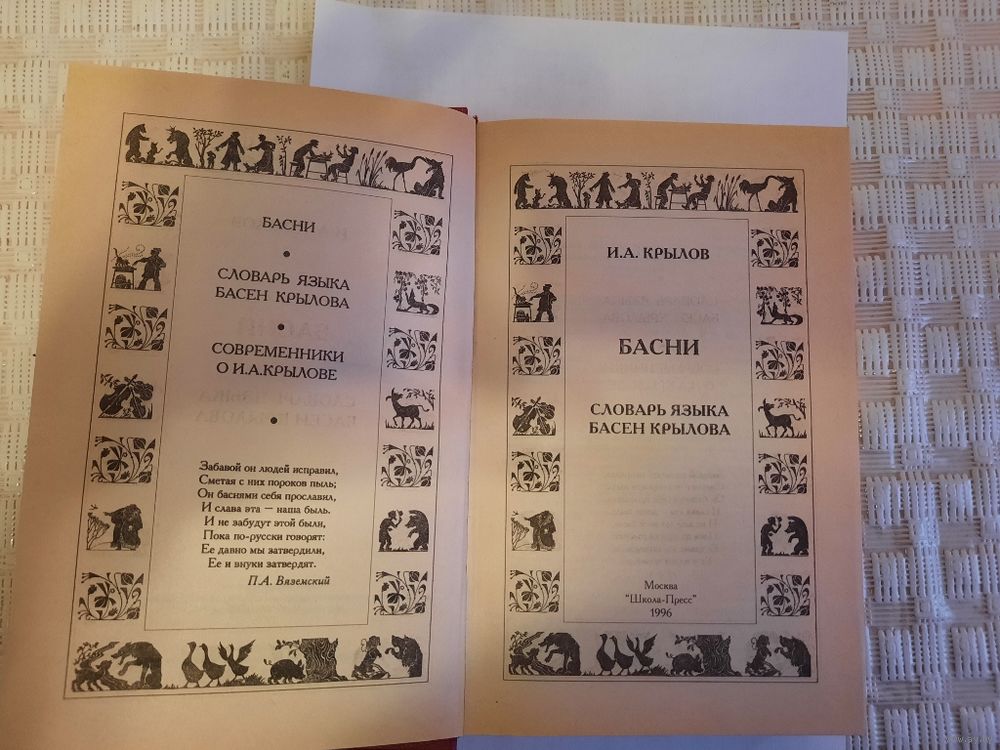 БАСНИ
СЛОВАРЬ ЯЗЫКА
БАСЕН КРЫЛОВА
СОВРЕМЕННИКИ
О И.А.КРЫЛОВЕ
Забавой он людей исправил,
Сметая с них пороков пыль;
Он баснями себя прославил,
И слава эта — наша быль.
И не забудут этой были,
Пока по-русски говорят:
Ее давно мы затвердили,
Ее и внуки затвердят.
П.А. Вяземский
И.А. КРЫЛОВ
БАСНИ
СЛОВАРЬ ЯЗЫКА
БАСЕН КРЫЛОВА
Москва
"Школа-Пресс"
1996